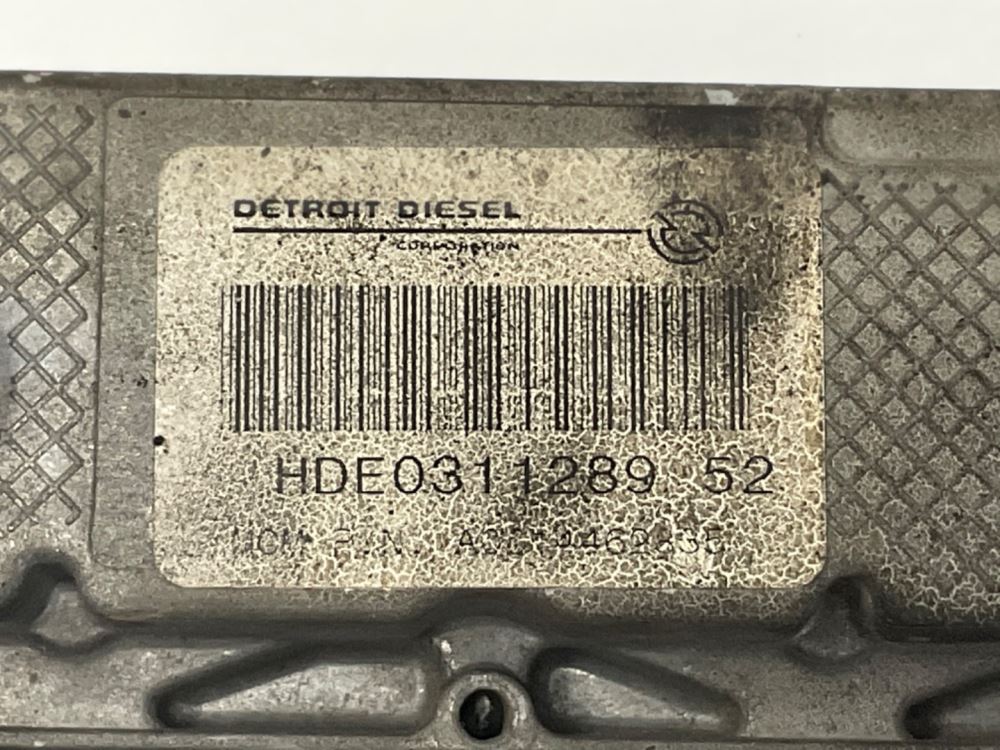 DETROIT DIESEL
CORPORATION
HDE0311289 52
P.N.